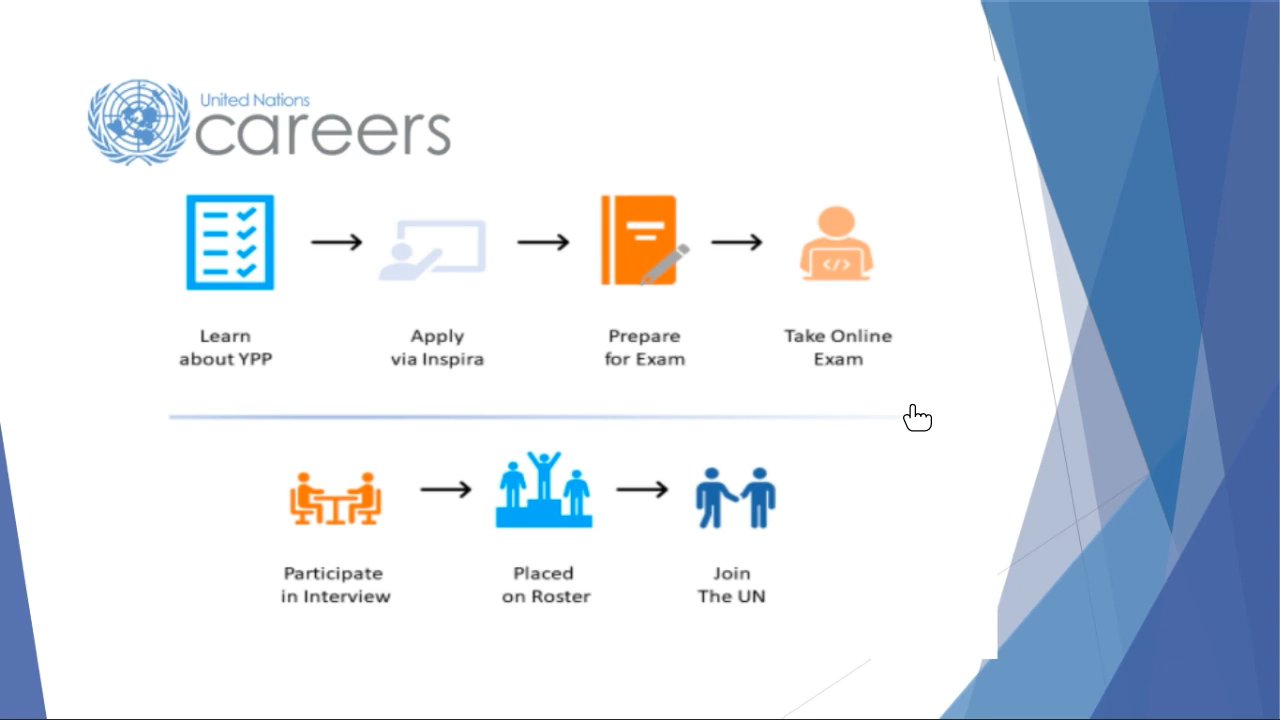 United Nations
careers
Learn
about YPP
Apply
via Inspira
Prepare
for Exam
</>
Take Online
Exam
Participate
in Interview
Placed
on Roster
Join
The UN